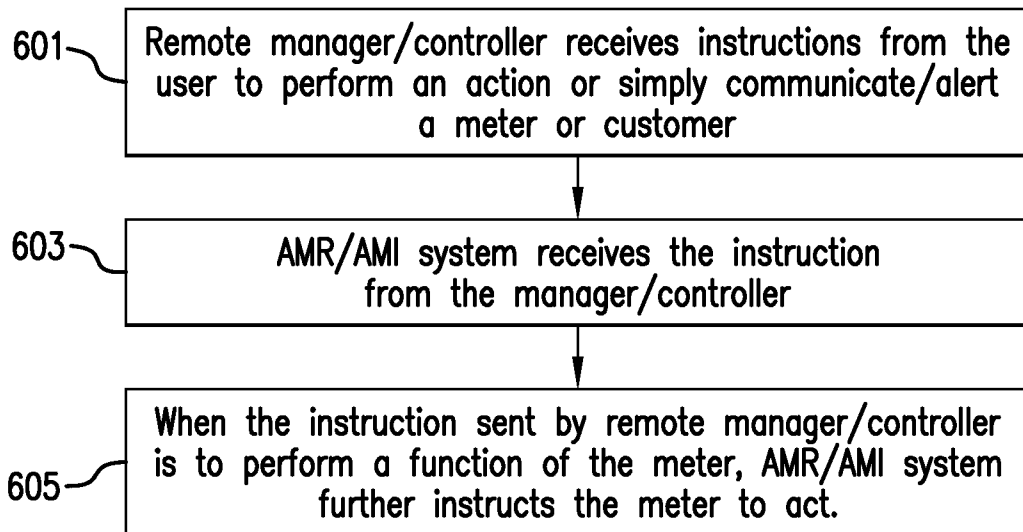 601
Remote manager/controller receives instructions from the
user to perform an action or simply communicate/alert
a meter or customer
603
AMR/AMI system receives the instruction
from the manager/controller
605
When the instruction sent by remote manager/controller
is to perform a function of the meter, AMR/AMI system
further instructs the meter to act.